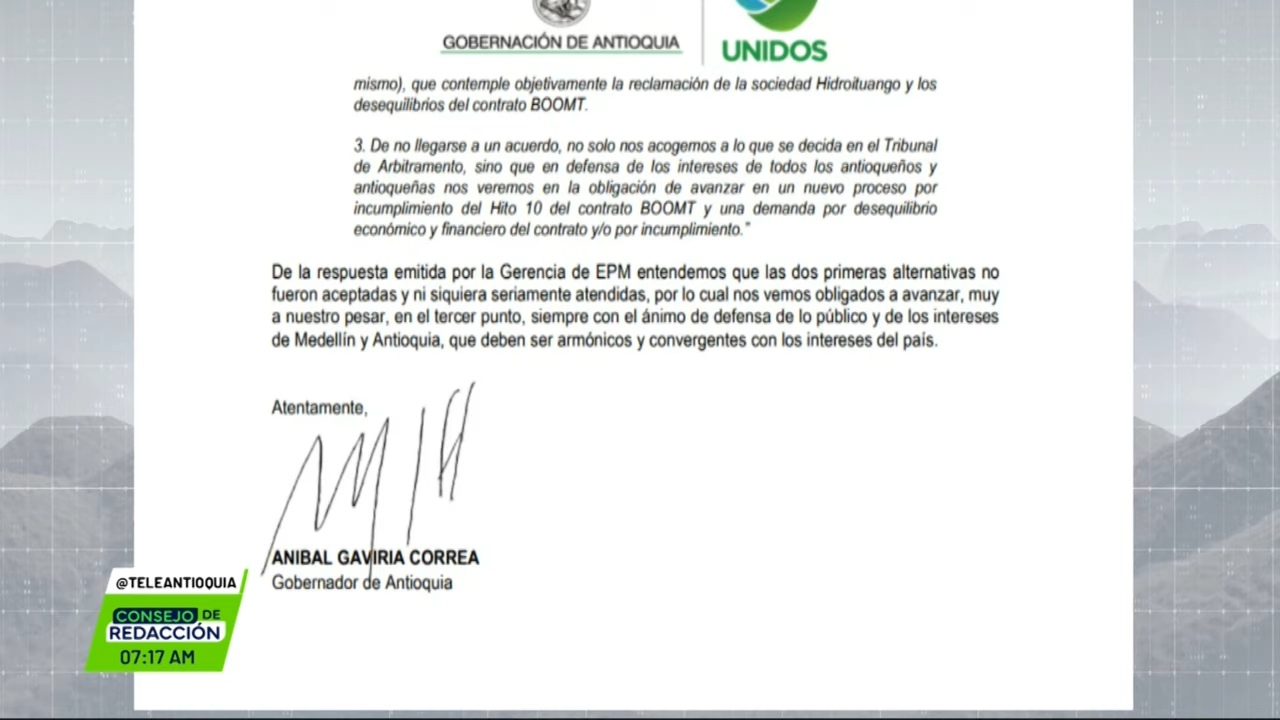 GOBERNACIÓN DE ANTIOQUIA
UNIDOS
mismo), que contemple objetivamente la reclamación de la sociedad Hidroituango y los
desequilibrios del contrato BOOMT.
3. De no llegarse a un acuerdo, no solo nos acogemos a lo que se decida en el Tribunal
de Arbitramento, sino que en defensa de los intereses de todos los antioqueños y
antioqueñas nos veremos en la obligación de avanzar en un nuevo proceso por
incumplimiento del Hito 10 del contrato BOOMT y una demanda por desequilibrio
económico y financiero del contrato y/o por incumplimiento."
De la respuesta emitida por la Gerencia de EPM entendemos que las dos primeras alternativas no
fueron aceptadas y ni siquiera seriamente atendidas, por lo cual nos vemos obligados a avanzar, muy
a nuestro pesar, en el tercer punto, siempre con el ánimo de defensa de lo público y de los intereses
de Medellín y Antioquia, que deben ser armónicos y convergentes con los intereses del país.
Atentamente,
ANIBAL GAVIRIA CORREA
Gobernador de Antioquia
@TELEANTIOQUIA
CONSEJO DE
REDACCIÓN
07:17 AM